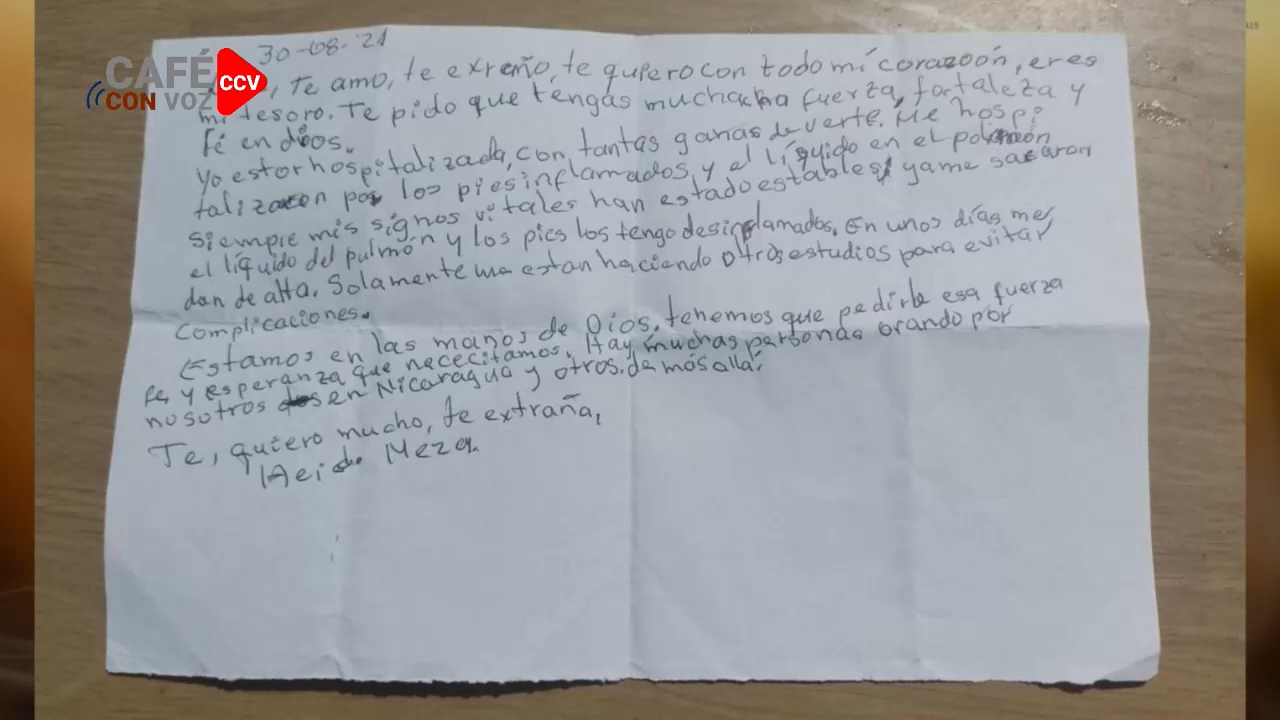 CAFÉ
CON VOZ
CCV
30-08-21
, Te amo, te extraño, te quiero con todo mi corazoón, eres
mi tesoro. Te pido que tengas muchacha fuerza, fortaleza y
fé en dios.
Yo estor hospitalizada, con tantas ganas de verte. Me hospi
talizaron por los pies inflamados, y el líquido en el polmón
siempre mis signos vitales han estado estables, ya me sacaron
el líquido del pulmón y los pies los tengo desinflamados. En unos días me
dan de alta. Solamente me estan haciendo otros estudios para evitar
complicaciones.
Estamos en las manos de Dios, tenemos que pedirle esa fuerza
fe, y esperanza que nececitamos. Hay muchas personas orando por
nosotros en Nicaragua y otros de más allá.
Te, quiero mucho, te extraña,
Heide Meza.